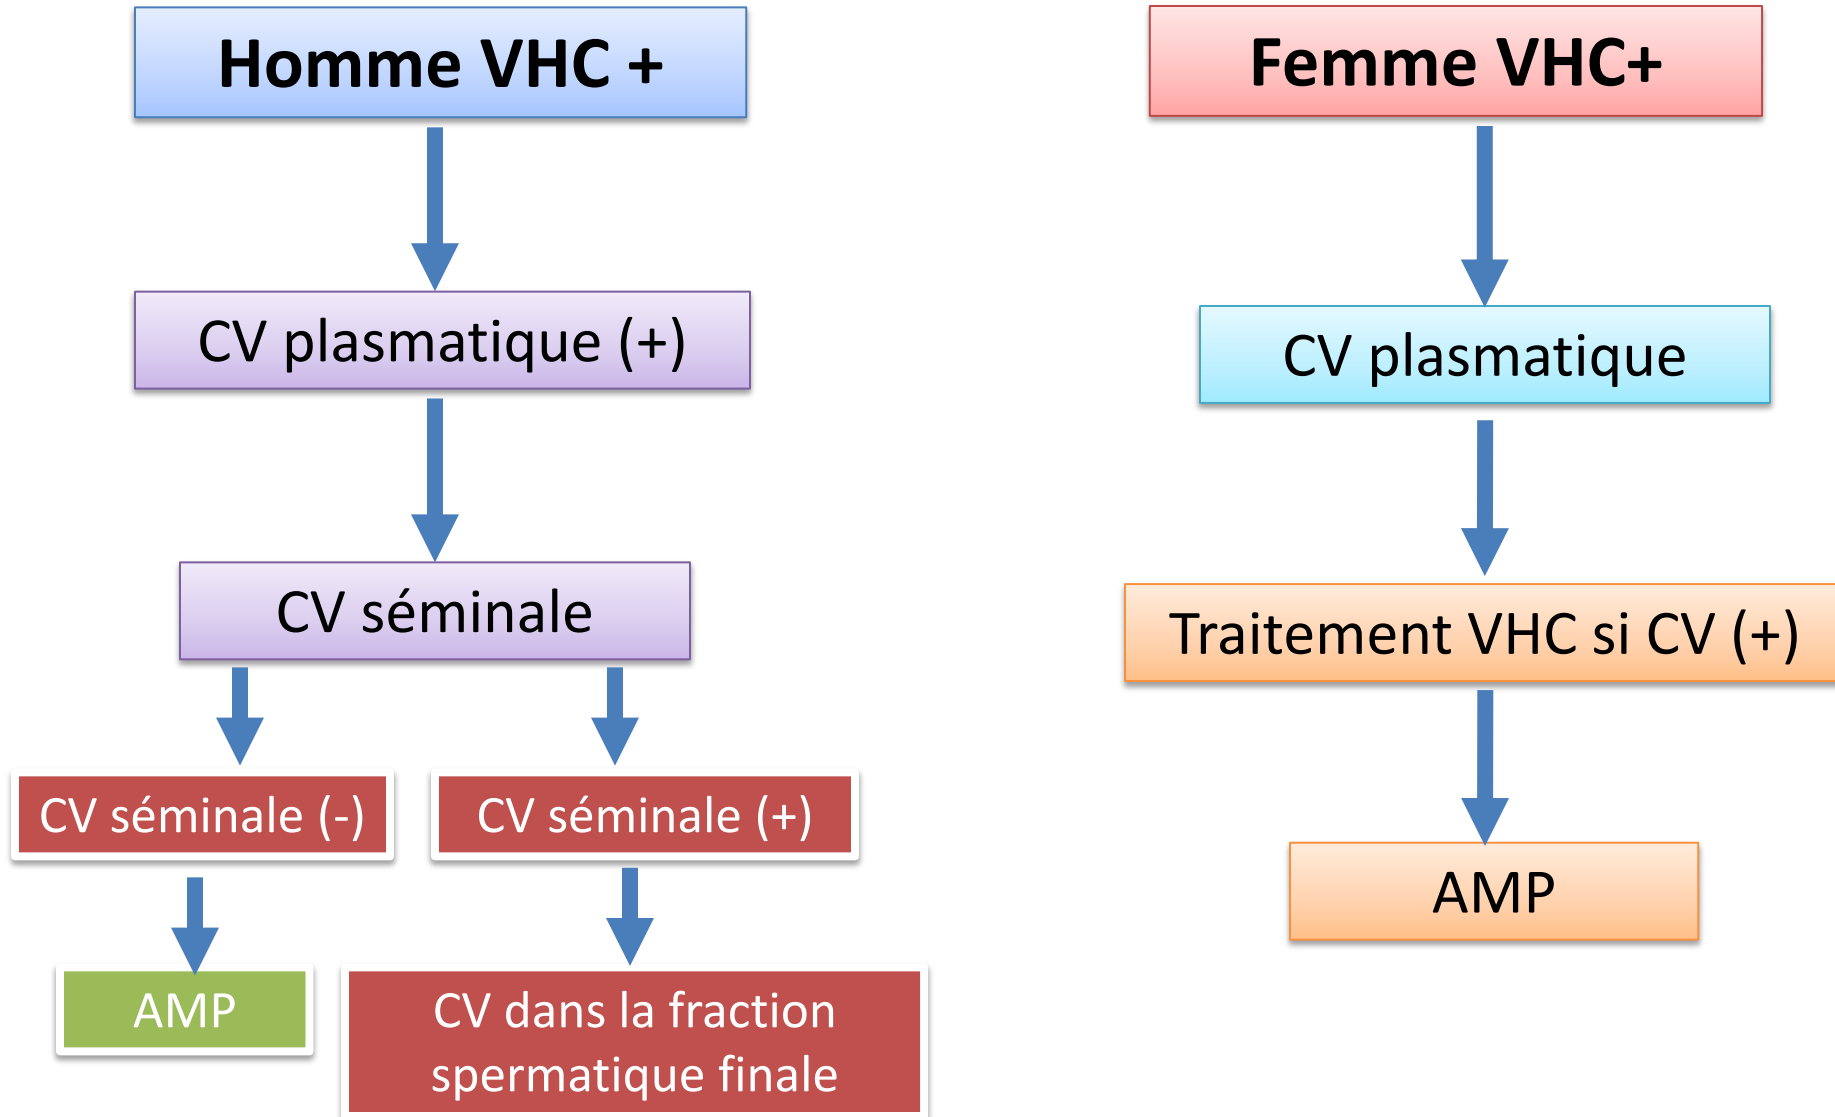 Homme VHC +
CV plasmatique (+)
CV séminale
CV séminale (-)
CV séminale (+)
AMP
CV dans la fraction
spermatique finale
Femme VHC+
CV plasmatique
Traitement VHC si CV (+)
AMP